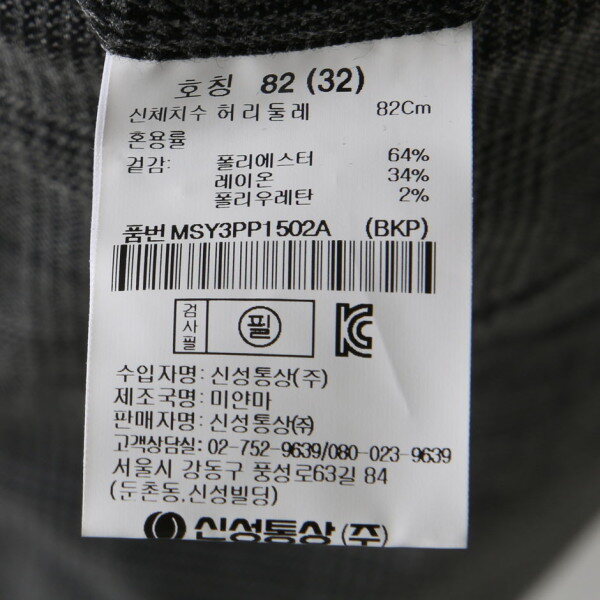 호칭 82 (32)
신체치수 허리둘레 82Cm
혼용률
겉감: 폴리에스터 64%
레이온 34%
폴리우레탄 2%
품번 MSY3PP1502A (BKP)
검사필 필 KC
수입자명: 신성통상(주)
제조국명: 미얀마
판매자명: 신성통상㈜
고객상담실: 02-752-9639/080-023-9639
서울시 강동구 풍성로63길 84
(둔촌동,신성빌딩)
신성통상(주)